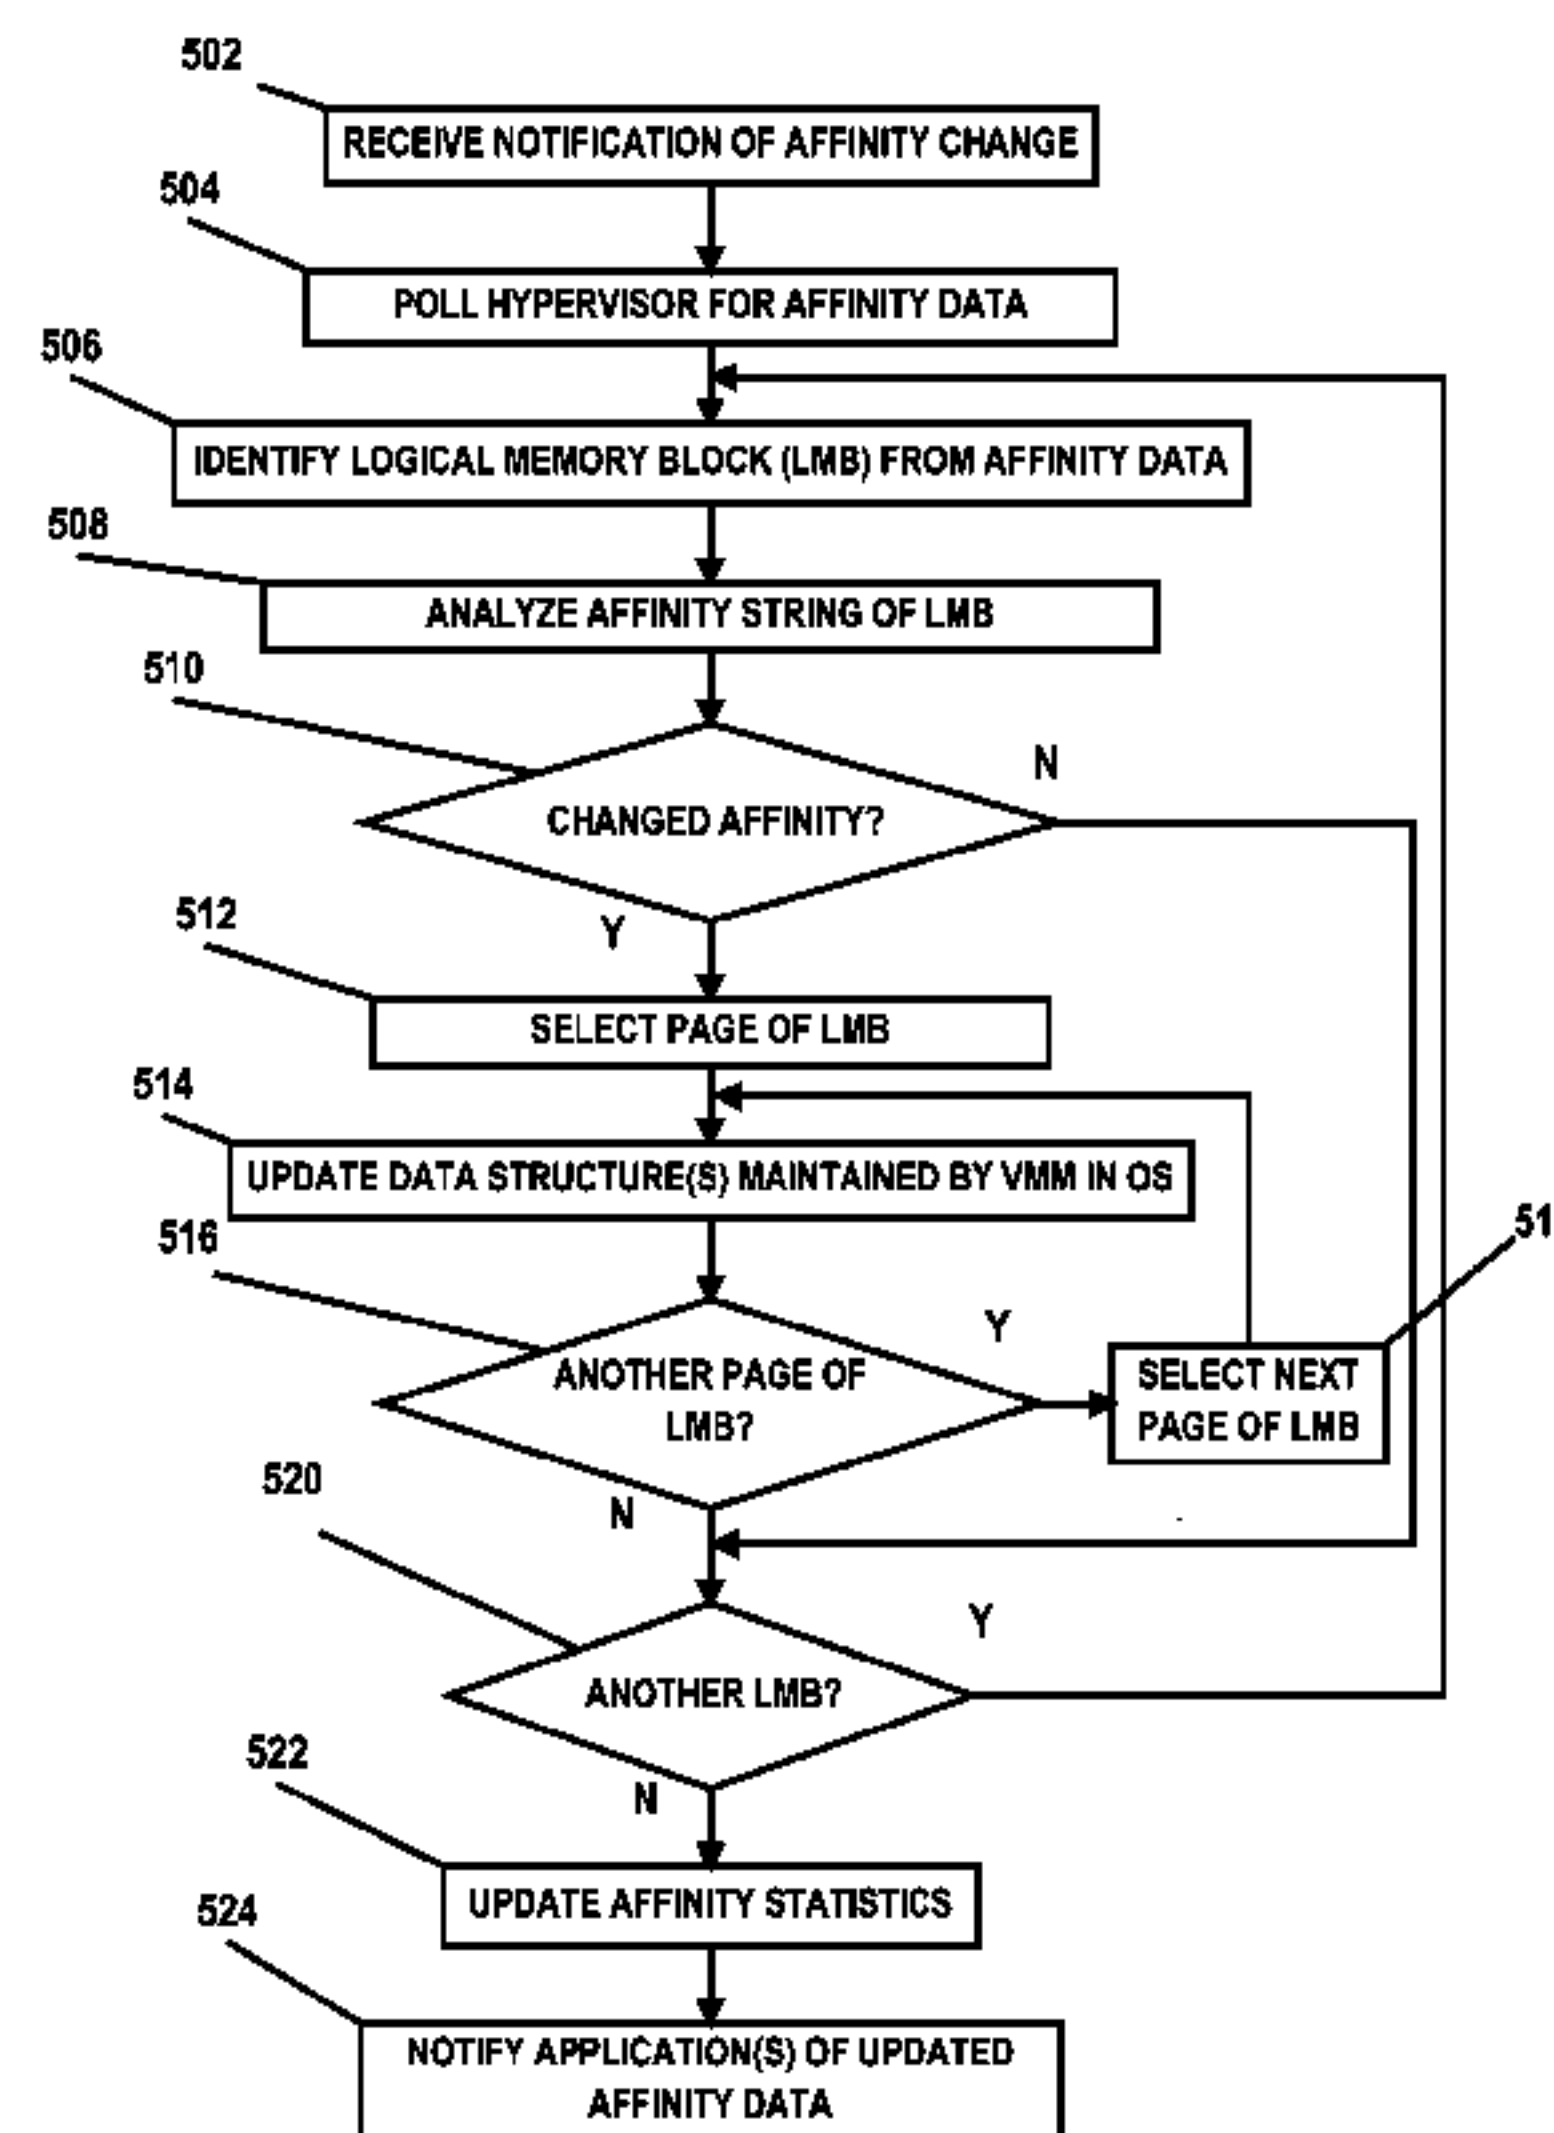 502
RECEIVE NOTIFICATION OF AFFINITY CHANGE
504
POLL HYPERVISOR FOR AFFINITY DATA
506
IDENTIFY LOGICAL MEMORY BLOCK (LMB) FROM AFFINITY DATA
508
ANALYZE AFFINITY STRING OF LMB
510
N
CHANGED AFFINITY?
Y
512
SELECT PAGE OF LMB
514
UPDATE DATA STRUCTURE(S) MAINTAINED BY VMM IN OS
516
51
Y
ANOTHER PAGE OF
LMB?
SELECT NEXT
PAGE OF LMB
N
520
Y
ANOTHER LMB?
522
N
UPDATE AFFINITY STATISTICS
524
NOTIFY APPLICATION(S) OF UPDATED
AFFINITY DATA